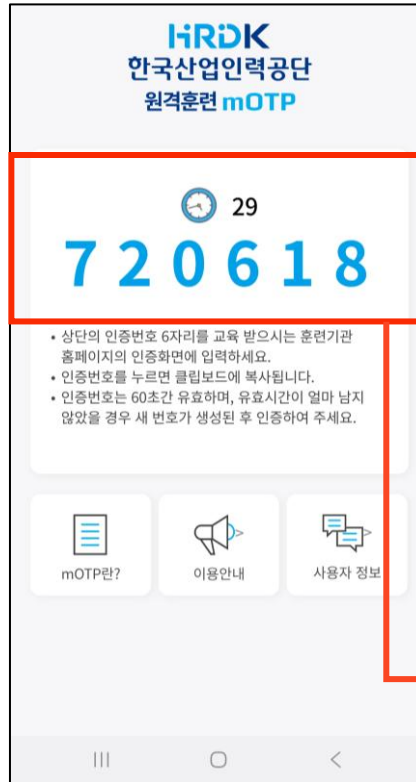 HRDK
한국산업인력공단
원격훈련 mOTP
29
720618
• 상단의 인증번호 6자리를 교육 받으시는 훈련기관
홈페이지의 인증화면에 입력하세요.
• 인증번호를 누르면 클립보드에 복사됩니다.
• 인증번호는 60초간 유효하며, 유효시간이 얼마 남지
않았을 경우 새 번호가 생성된 후 인증하여 주세요.
mOTP란?
이용안내
사용자 정보